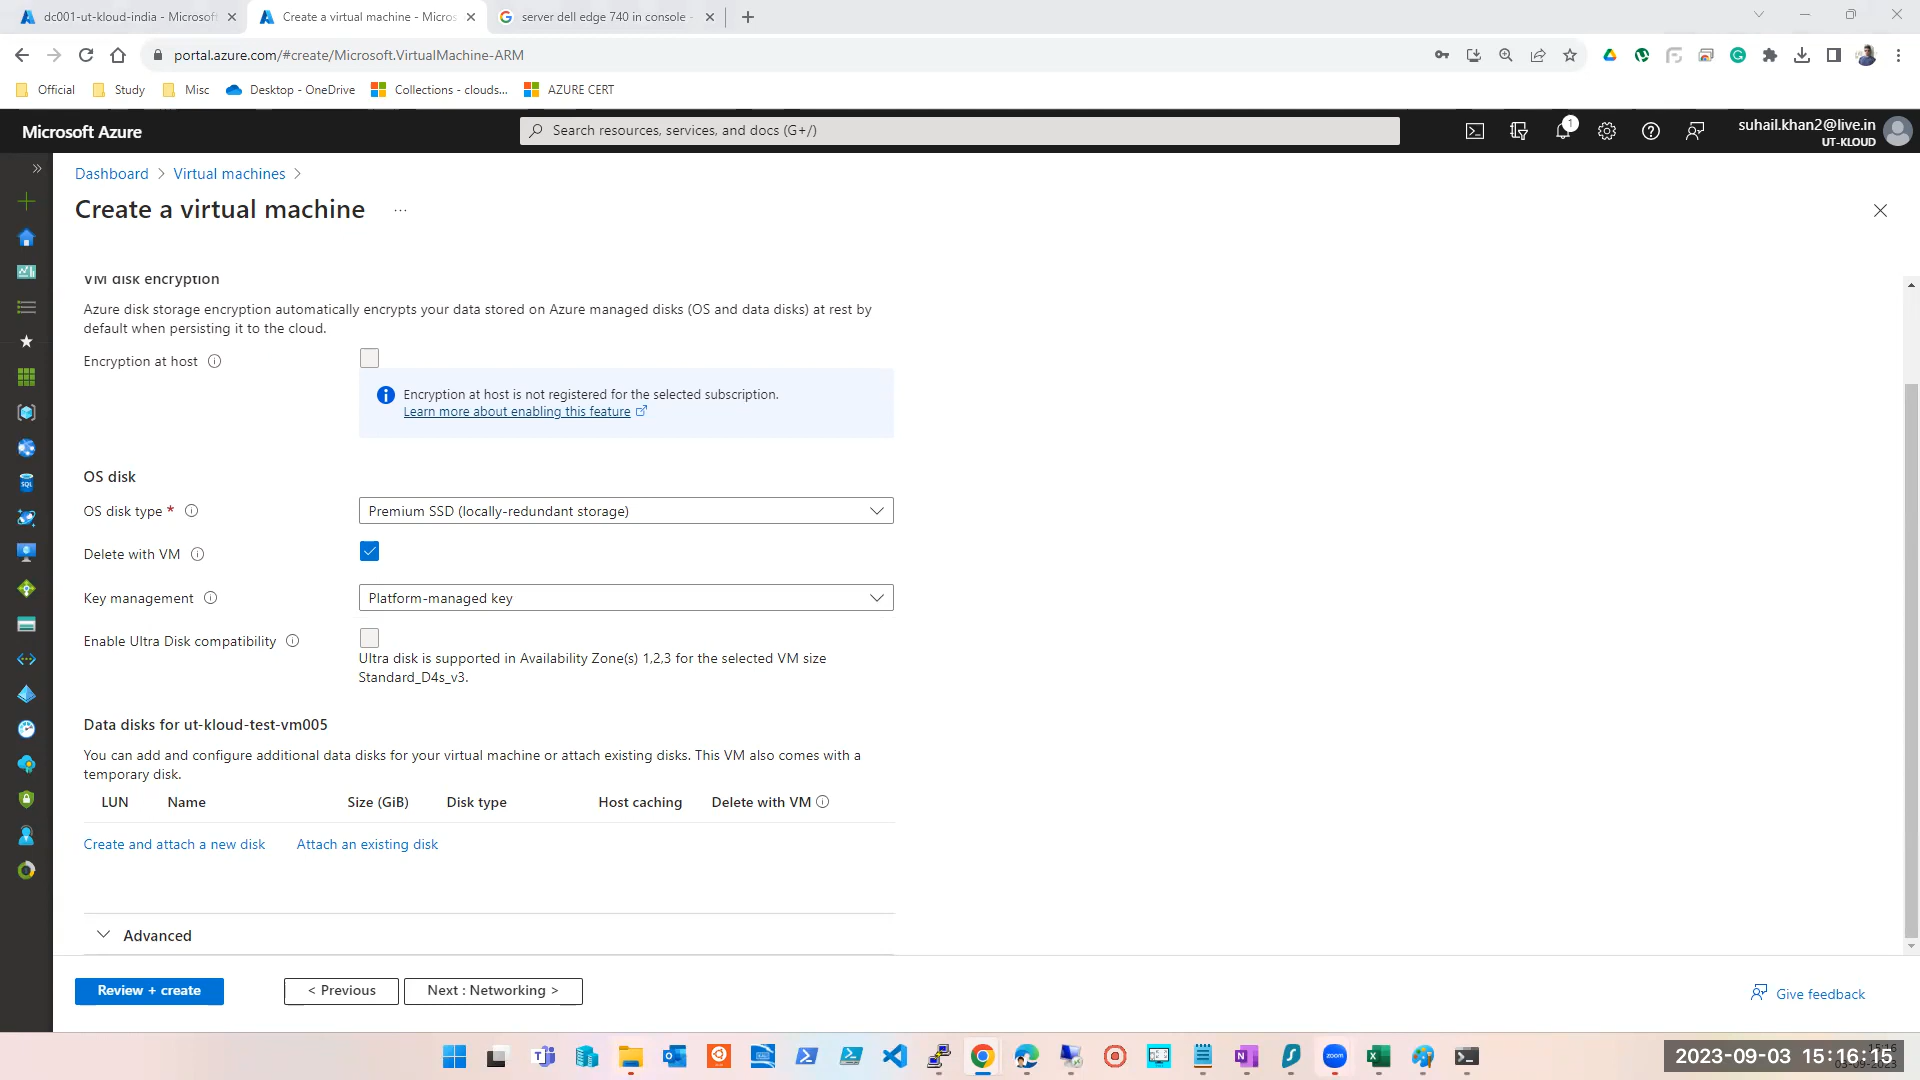 dc001-ut-kloud-india - Microsoft
Create a virtual machine - Micros
server dell edge 740 in console -
portal.azure.com/#create/Microsoft.VirtualMachine-ARM
Official
Study
Misc
Desktop - OneDrive
Collections - clouds...
AZURE CERT
Microsoft Azure
Search resources, services, and docs (G+/)
1
suhail.khan2@live.in
UT-KLOUD
Dashboard > Virtual machines >
Create a virtual machine ...
VM disk encryption
Azure disk storage encryption automatically encrypts your data stored on Azure managed disks (OS and data disks) at rest by
default when persisting it to the cloud.
Encryption at host
Encryption at host is not registered for the selected subscription.
Learn more about enabling this feature
OS disk
OS disk type *
Premium SSD (locally-redundant storage)
Delete with VM
Key management
Platform-managed key
Enable Ultra Disk compatibility
Ultra disk is supported in Availability Zone(s) 1,2,3 for the selected VM size
Standard_D4s_v3.
Data disks for ut-kloud-test-vm005
You can add and configure additional data disks for your virtual machine or attach existing disks. This VM also comes with a
temporary disk.
LUN Name Size (GiB) Disk type Host caching Delete with VM
Create and attach a new disk Attach an existing disk
Advanced
Review + create
< Previous
Next : Networking >
Give feedback
2023-09-03 15:16:15